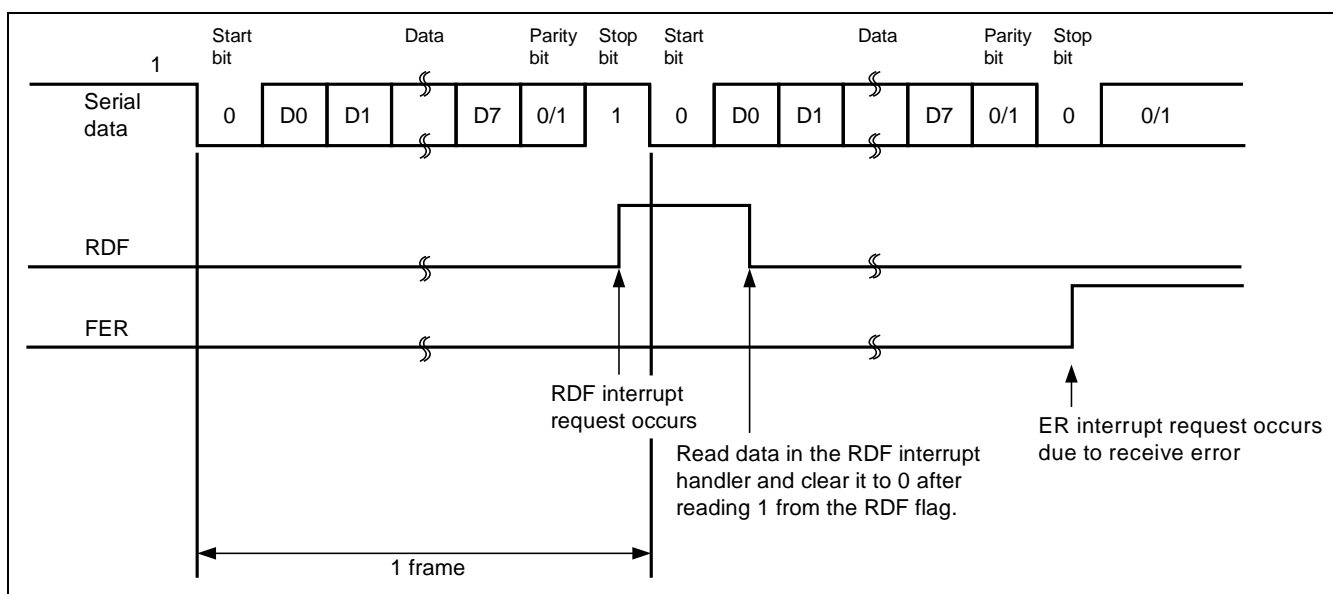 Start bit Data Parity bit Stop bit Start bit Data Parity bit Stop bit
1
Serial data 0 D0 D1 D7 0/1 1 0 D0 D1 D7 0/1 0 0/1
RDF
FER
RDF interrupt
request occurs
Read data in the RDF interrupt
handler and clear it to 0 after
reading 1 from the RDF flag.
ER interrupt request occurs
due to receive error
1 frame